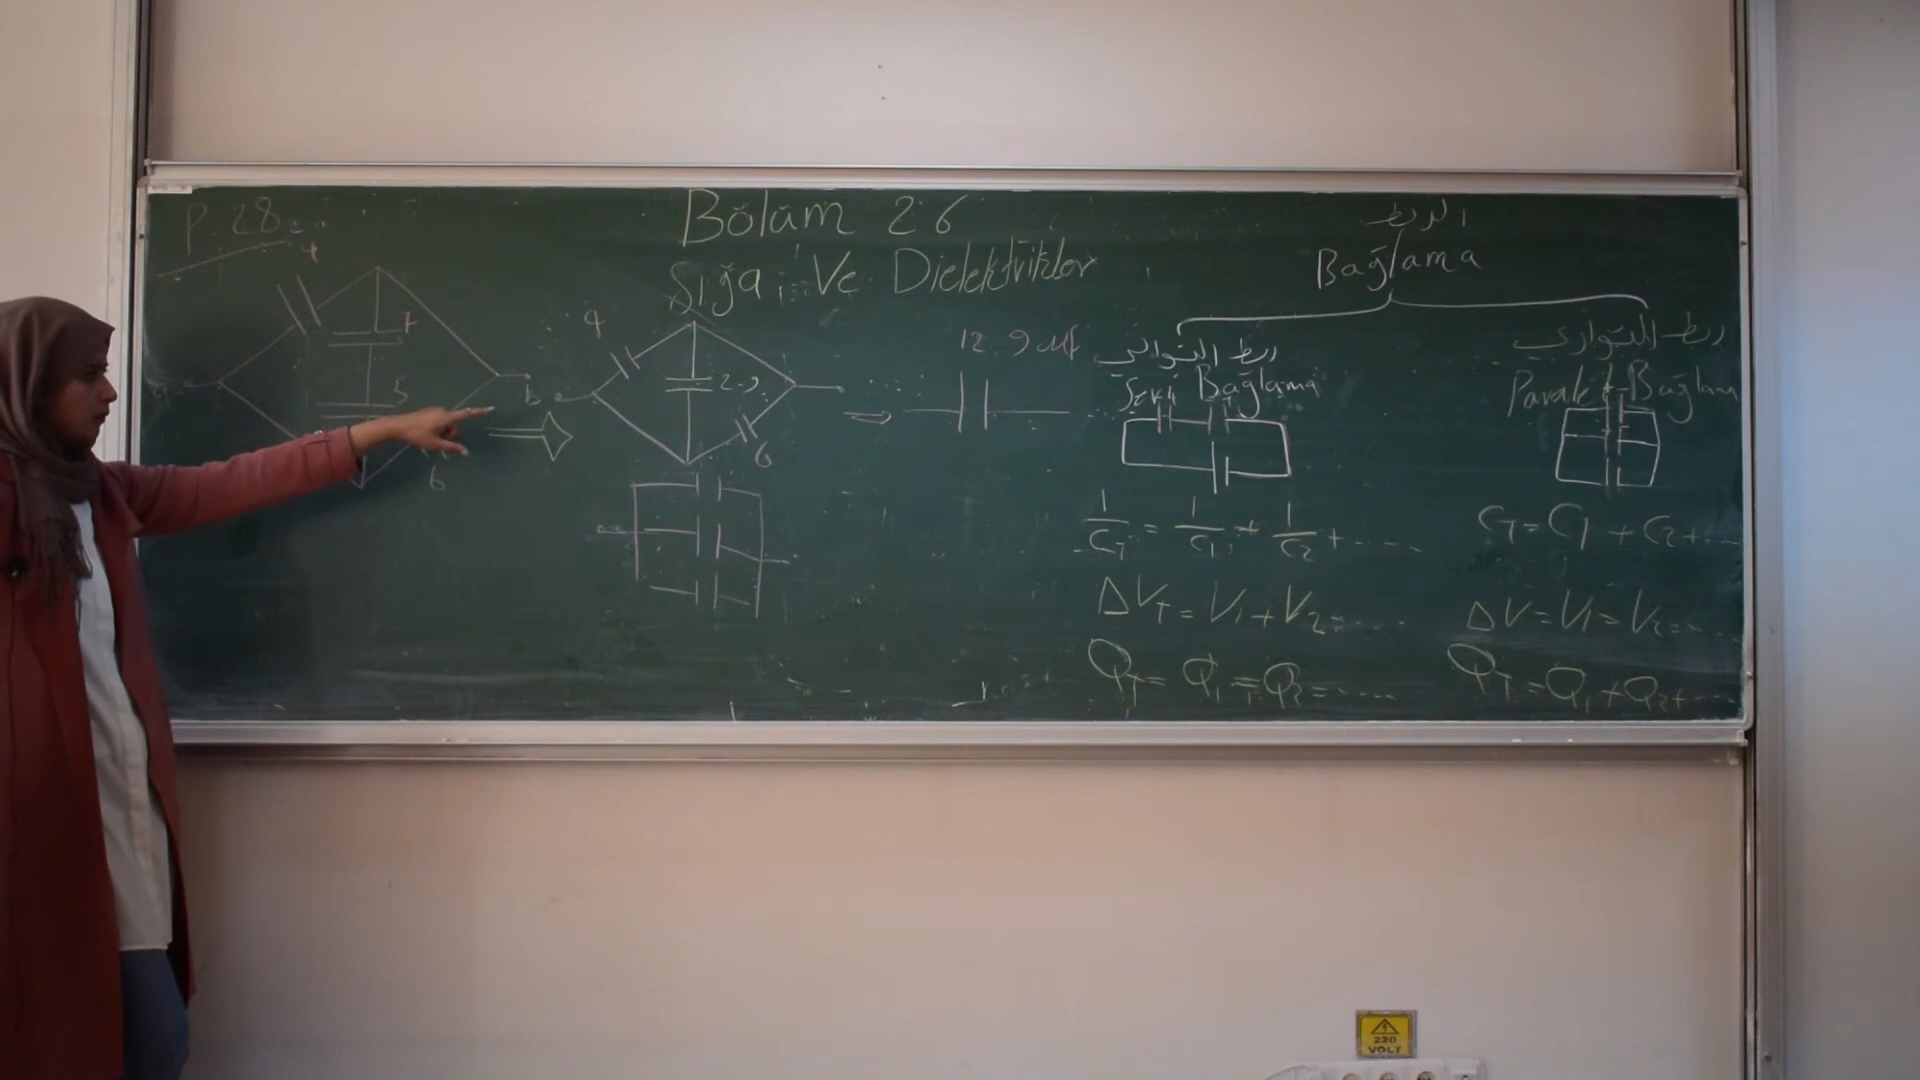 P. 28:
Bölüm 26
Sığa Ve Dielektrikler
4
7
5
6
a
b
4
2.9
6
12.9 μf
الربط
Bağlama
ربط التوالي
Seri Bağlama
1/CT = 1/C1 + 1/C2 + ....
ΔVT = V1 + V2 ....
QT = Q1 = Q2 = ....
ربط التوازي
Paralel Bağlama
CT = C1 + C2 + ...
ΔV = V1 = V2 = ...
QT = Q1 + Q2 + ...
220
VOLT